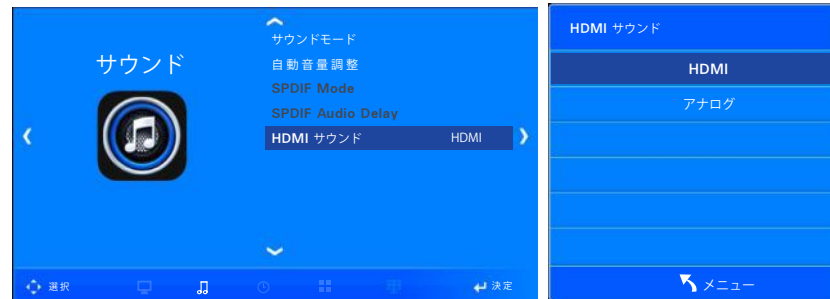 サウンド
サウンドモード
自動音量調整
SPDIF Mode
SPDIF Audio Delay
HDMI サウンド HDMI
選択 決定
HDMI サウンド
HDMI
アナログ
メニュー